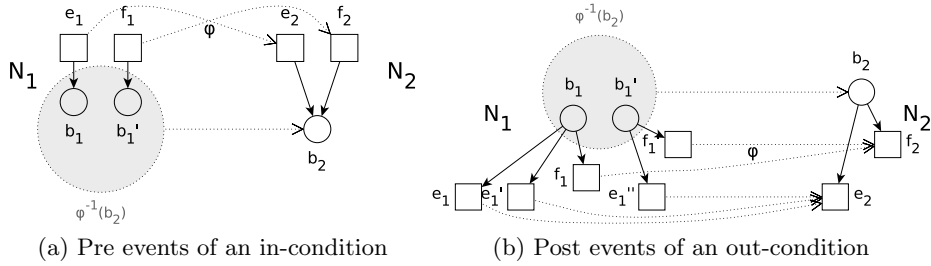 e1 f1 e2 f2
φ
N1 N2
b1 b1' b2
φ-1(b2)
(a) Pre events of an in-condition
φ-1(b2)
b2
b1 b1'
N1 N2
f1' f2
φ
f1
e1 e1' e1'' e2
(b) Post events of an out-condition